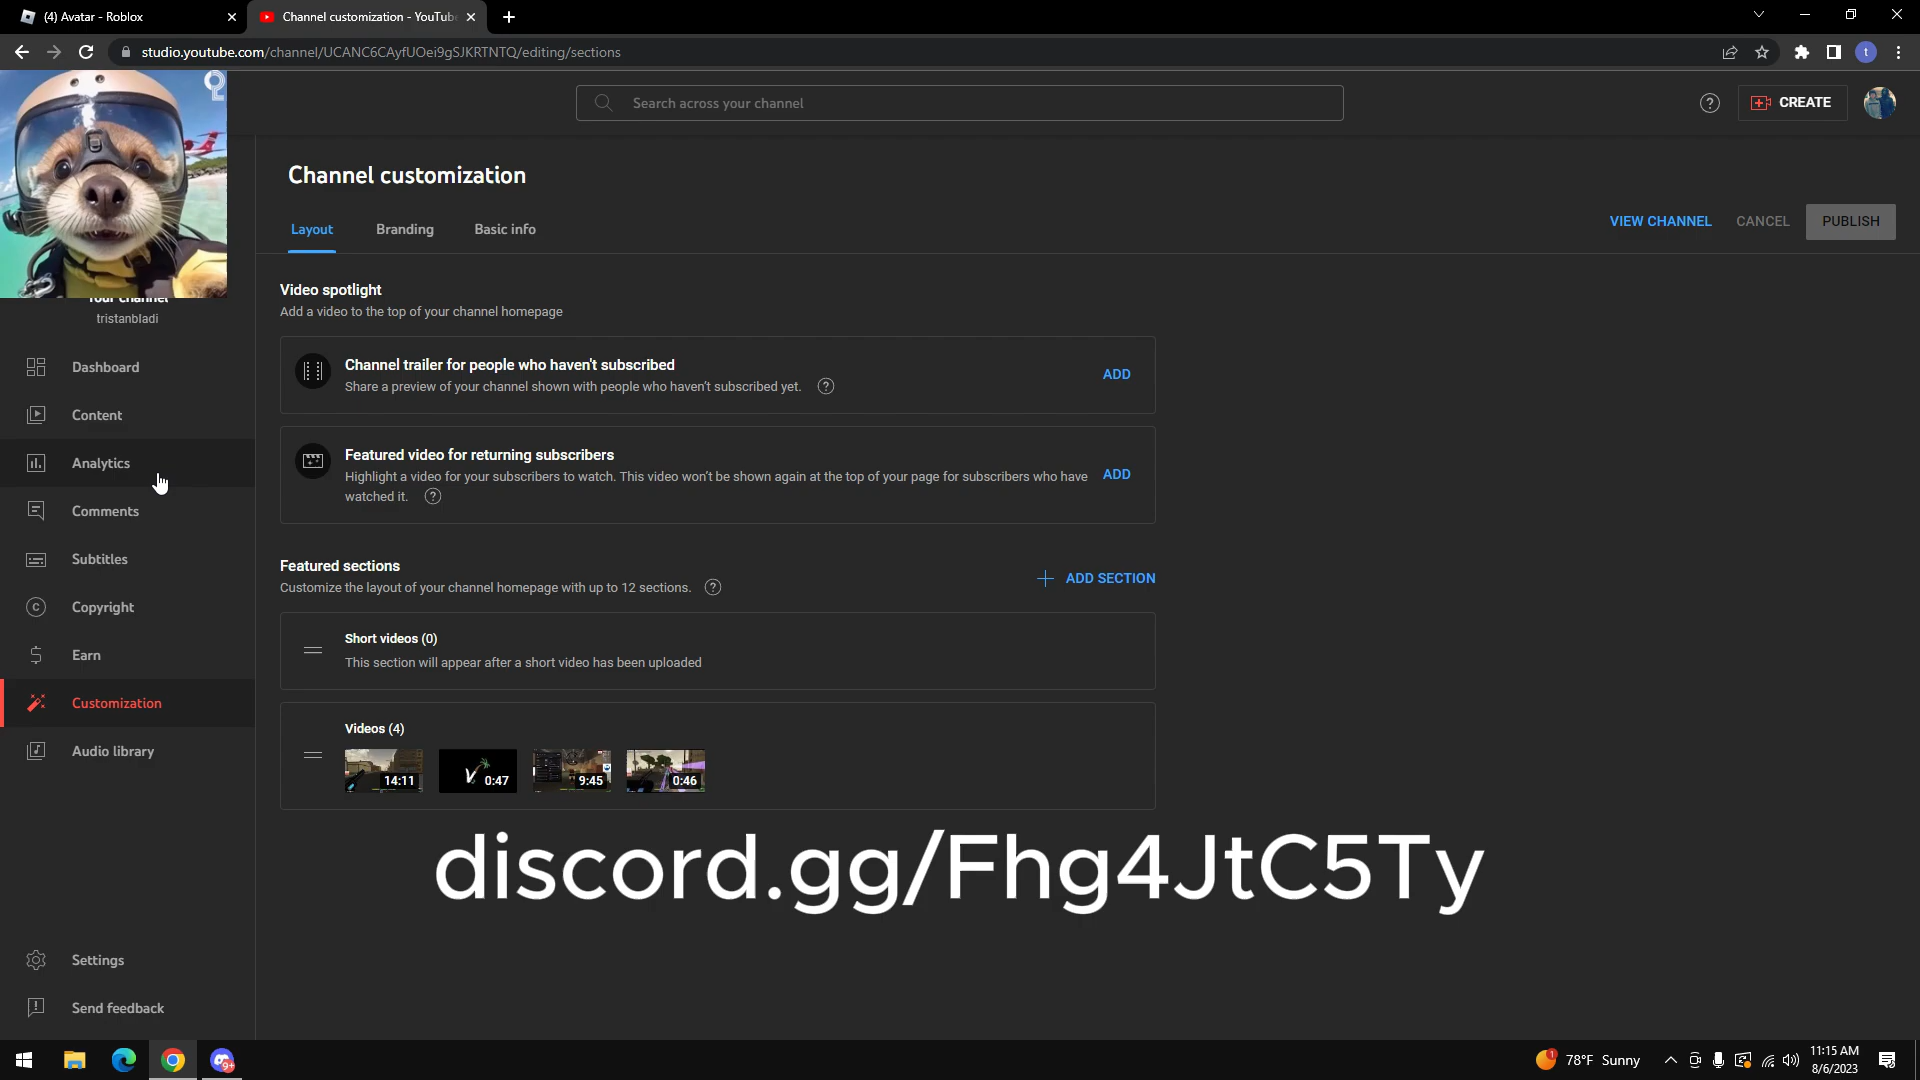 (4) Avatar - Roblox
Channel customization - YouTube
studio.youtube.com/channel/UCANC6CAyfUOei9gSJKRTNTQ/editing/sections
t
Search across your channel
CREATE
Channel customization
Layout
Branding
Basic info
VIEW CHANNEL
CANCEL
PUBLISH
Your channel
tristanbladi
Dashboard
Content
Analytics
Comments
Subtitles
Copyright
Earn
Customization
Audio library
Settings
Send feedback
Video spotlight
Add a video to the top of your channel homepage
Channel trailer for people who haven't subscribed
Share a preview of your channel shown with people who haven't subscribed yet.
ADD
Featured video for returning subscribers
Highlight a video for your subscribers to watch. This video won't be shown again at the top of your page for subscribers who have
watched it.
ADD
Featured sections
Customize the layout of your channel homepage with up to 12 sections.
ADD SECTION
Short videos (0)
This section will appear after a short video has been uploaded
Videos (4)
14:11
0:47
9:45
0:46
discord.gg/Fhg4JtC5Ty
9+
1
78°F Sunny
11:15 AM
8/6/2023